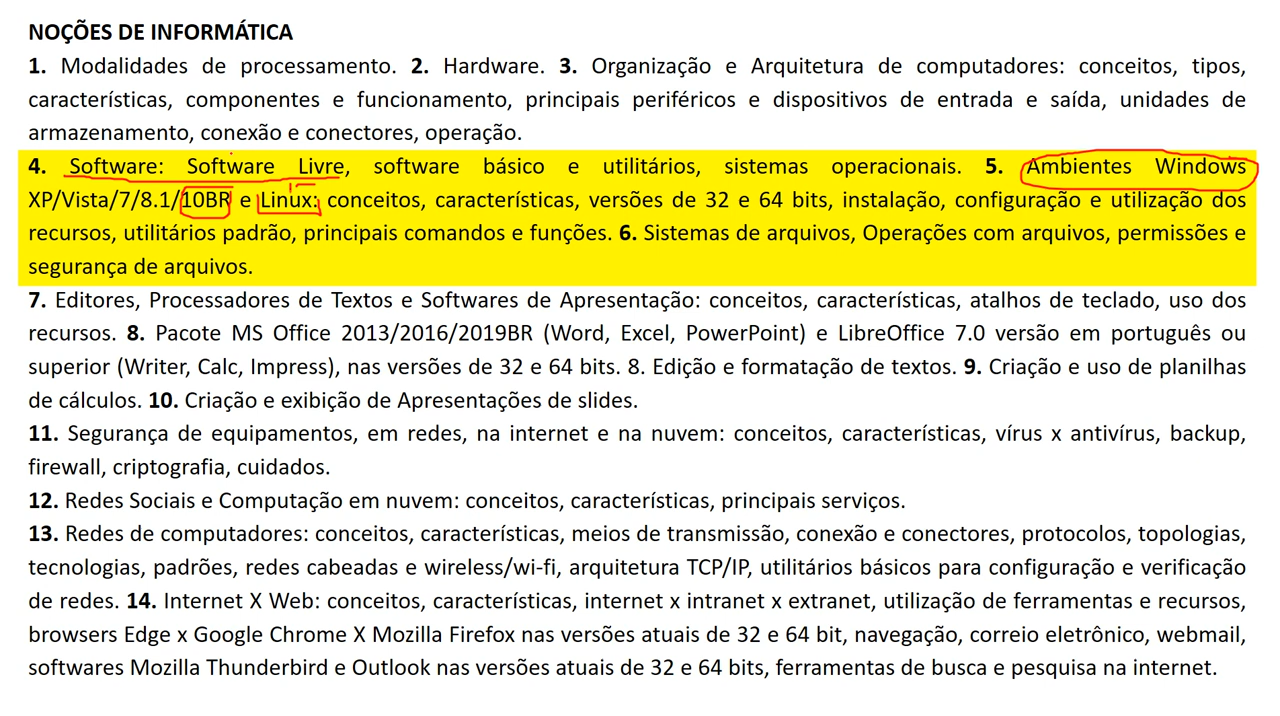 NOÇÕES DE INFORMÁTICA
1. Modalidades de processamento. 2. Hardware. 3. Organização e Arquitetura de computadores: conceitos, tipos,
características, componentes e funcionamento, principais periféricos e dispositivos de entrada e saída, unidades de
armazenamento, conexão e conectores, operação.
4. Software: Software Livre, software básico e utilitários, sistemas operacionais. 5. Ambientes Windows
XP/Vista/7/8.1/10BR e Linux: conceitos, características, versões de 32 e 64 bits, instalação, configuração e utilização dos
recursos, utilitários padrão, principais comandos e funções. 6. Sistemas de arquivos, Operações com arquivos, permissões e
segurança de arquivos.
7. Editores, Processadores de Textos e Softwares de Apresentação: conceitos, características, atalhos de teclado, uso dos
recursos. 8. Pacote MS Office 2013/2016/2019BR (Word, Excel, PowerPoint) e LibreOffice 7.0 versão em português ou
superior (Writer, Calc, Impress), nas versões de 32 e 64 bits. 8. Edição e formatação de textos. 9. Criação e uso de planilhas
de cálculos. 10. Criação e exibição de Apresentações de slides.
11. Segurança de equipamentos, em redes, na internet e na nuvem: conceitos, características, vírus x antivírus, backup,
firewall, criptografia, cuidados.
12. Redes Sociais e Computação em nuvem: conceitos, características, principais serviços.
13. Redes de computadores: conceitos, características, meios de transmissão, conexão e conectores, protocolos, topologias,
tecnologias, padrões, redes cabeadas e wireless/wi-fi, arquitetura TCP/IP, utilitários básicos para configuração e verificação
de redes. 14. Internet X Web: conceitos, características, internet x intranet x extranet, utilização de ferramentas e recursos,
browsers Edge x Google Chrome X Mozilla Firefox nas versões atuais de 32 e 64 bit, navegação, correio eletrônico, webmail,
softwares Mozilla Thunderbird e Outlook nas versões atuais de 32 e 64 bits, ferramentas de busca e pesquisa na internet.